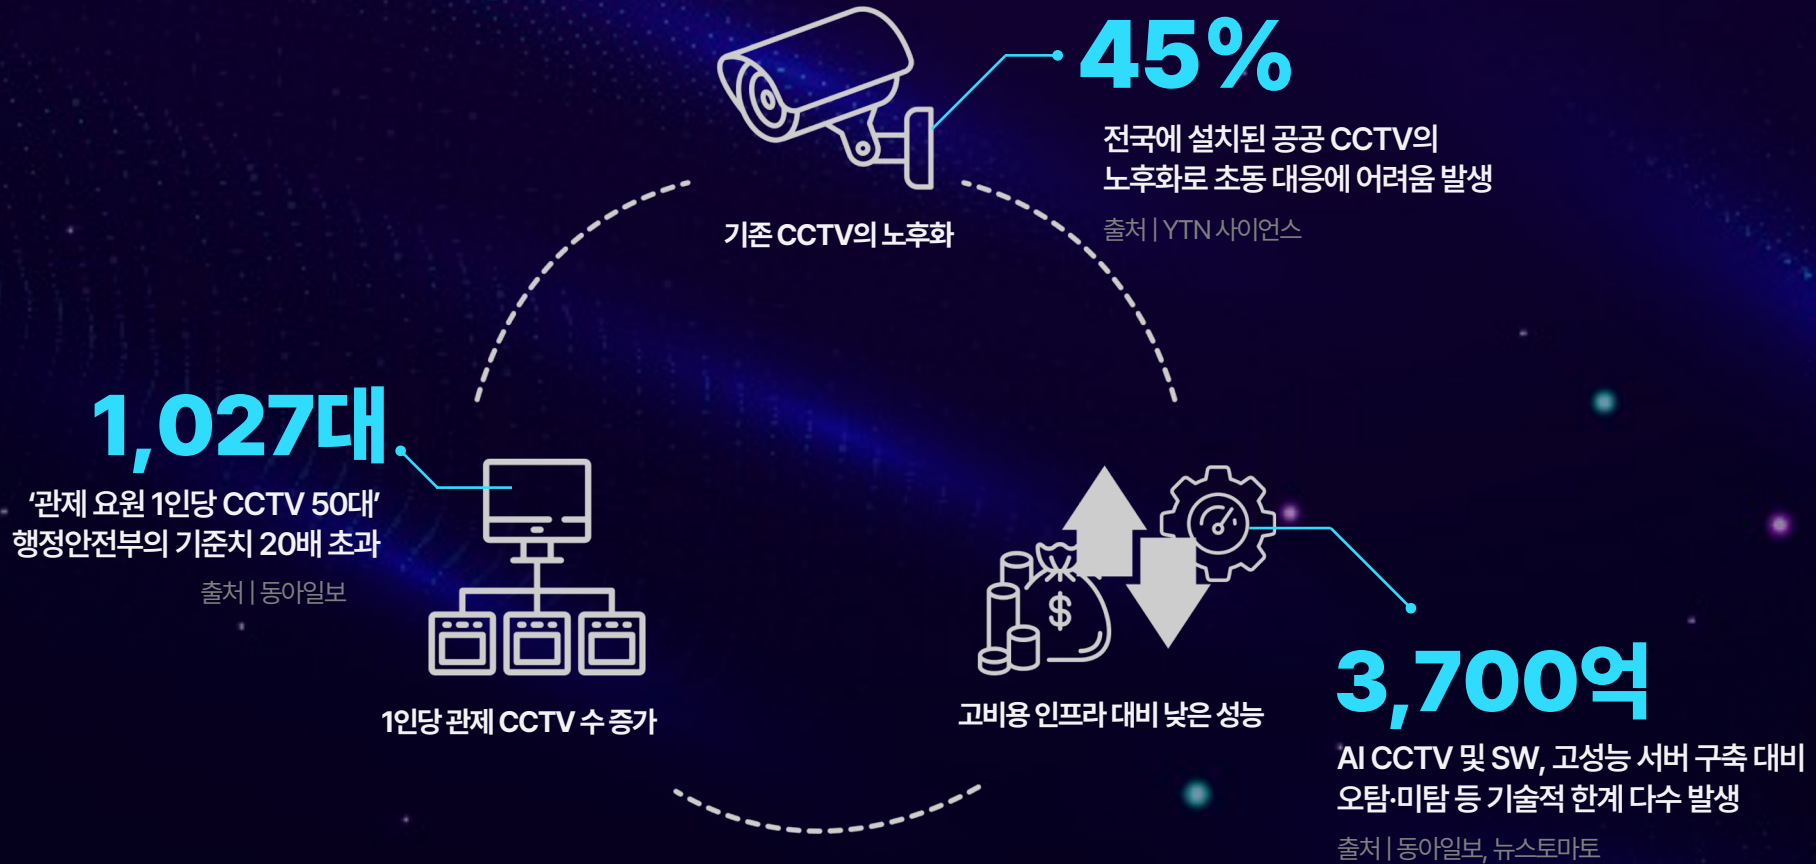 45%
전국에 설치된 공공 CCTV의
노후화로 초동 대응에 어려움 발생
출처 | YTN 사이언스
기존 CCTV의 노후화
1,027대
‘관제 요원 1인당 CCTV 50대’
행정안전부의 기준치 20배 초과
출처 | 동아일보
1인당 관제 CCTV 수 증가
$
고비용 인프라 대비 낮은 성능
3,700억
AI CCTV 및 SW, 고성능 서버 구축 대비
오탐·미탐 등 기술적 한계 다수 발생
출처 | 동아일보, 뉴스토마토